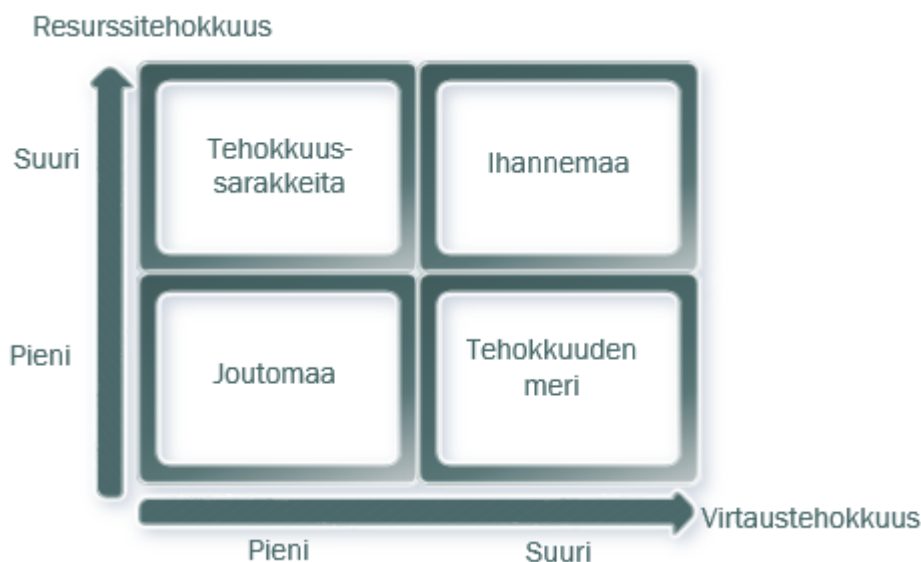 Resurssitehokkuus
Suuri
Tehokkuus-
sarakkeita
Ihannemaa
Pieni
Joutomaa
Tehokkuuden
meri
Virtaustehokkuus
Pieni
Suuri